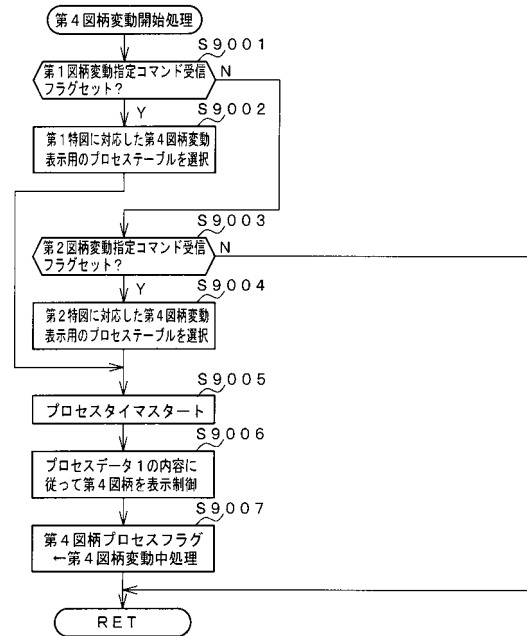 第4図柄変動開始処理
S9001
第1図柄変動指定コマンド受信
フラグセット?
N
Y
S9002
第1特図に対応した第4図柄変動
表示用のプロセステーブルを選択
S9003
第2図柄変動指定コマンド受信
フラグセット?
N
Y
S9004
第2特図に対応した第4図柄変動
表示用のプロセステーブルを選択
S9005
プロセスタイマスタート
S9006
プロセスデータ1の内容に
従って第4図柄を表示制御
S9007
第4図柄プロセスフラグ
←第4図柄変動中処理
RET